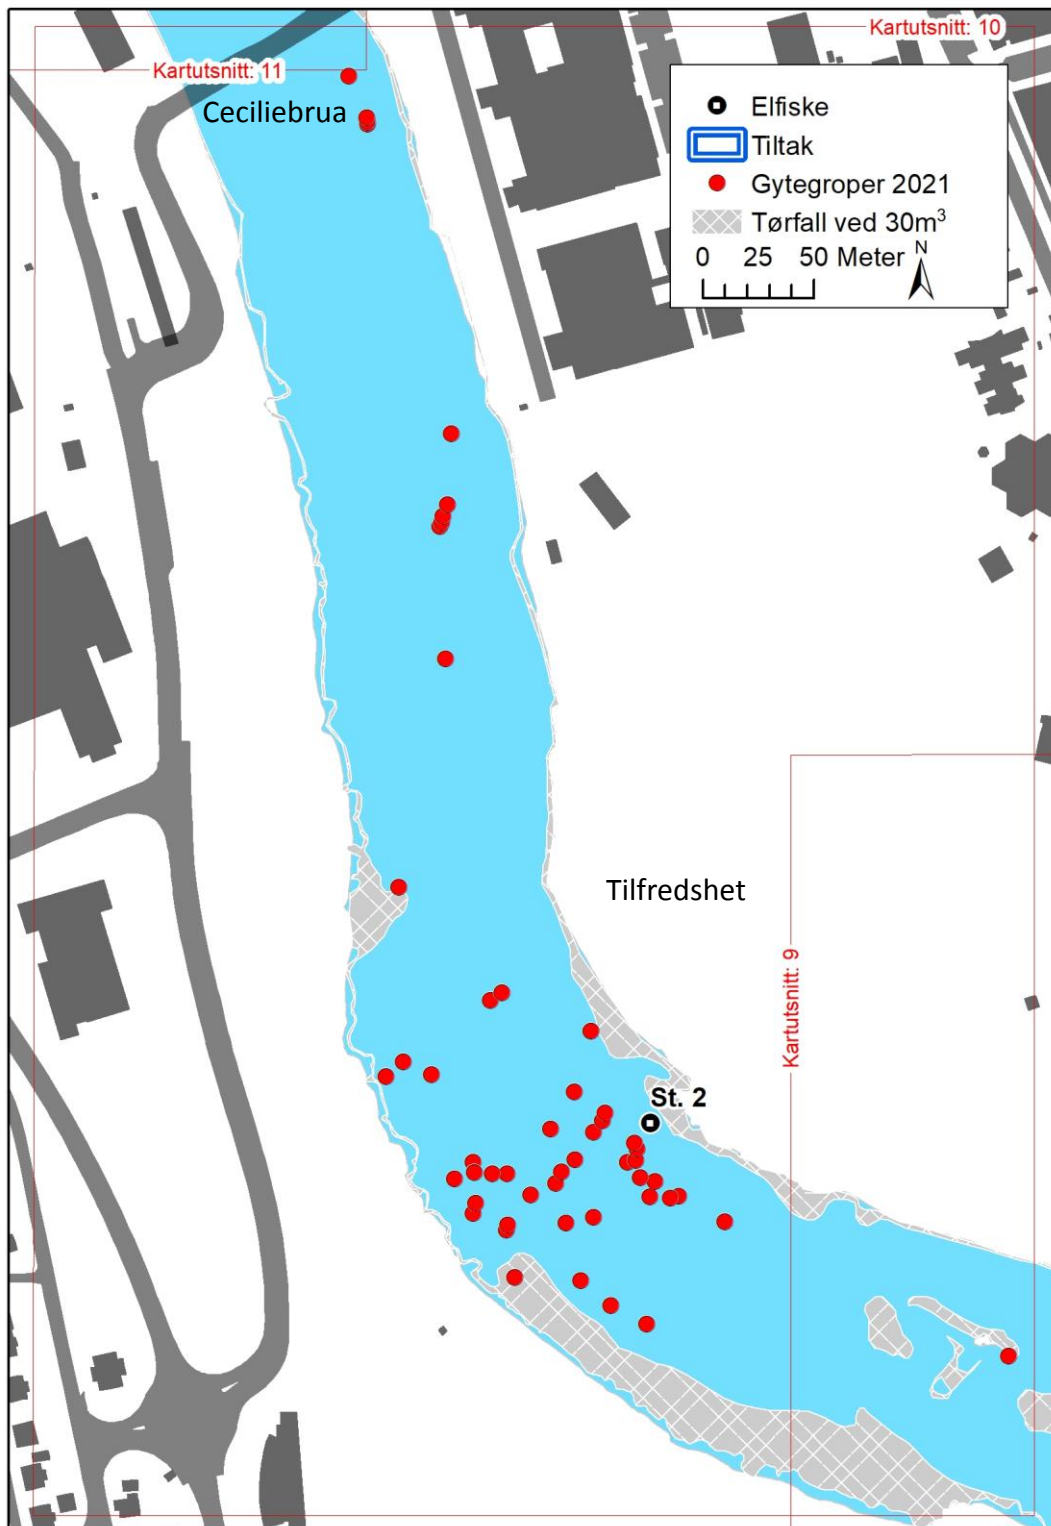 Kartutsnitt: 10
Kartutsnitt: 11
Ceciliebrua
Elfiske
Tiltak
Gytegroper 2021
Tørfall ved 30m³
0 25 50 Meter
N
Tilfredshet
Kartutsnitt: 9
St. 2